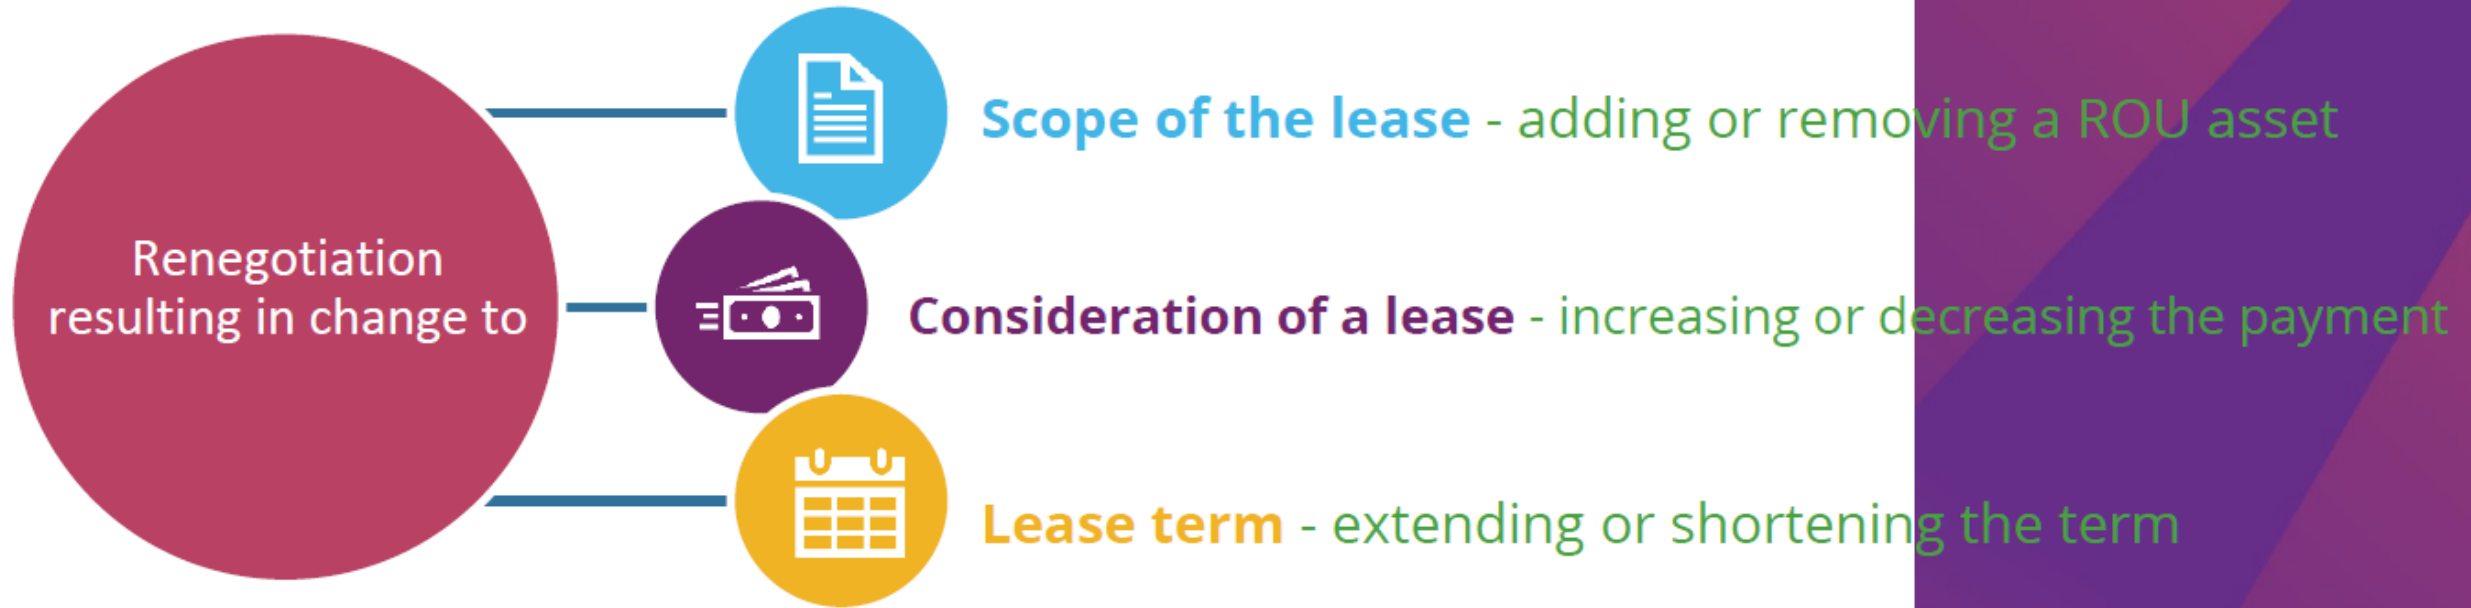 Renegotiation
resulting in change to
Scope of the lease - adding or removing a ROU asset
Consideration of a lease - increasing or decreasing the payment
Lease term - extending or shortening the term